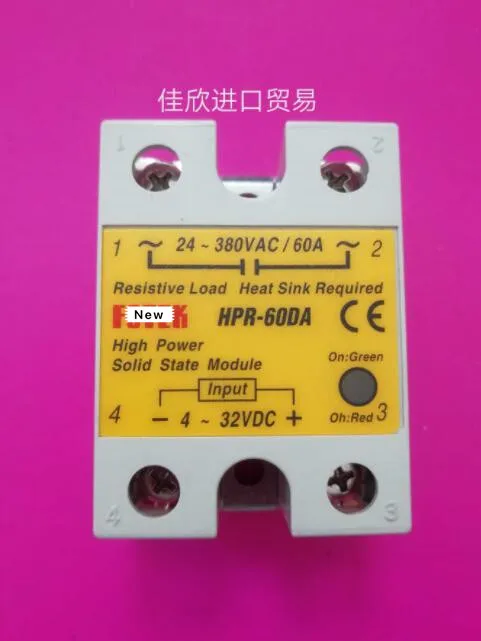 佳欣进口贸易
1 2
1 ~ 24 ~ 380VAC / 60A ~ 2
Resistive Load Heat Sink Required
New HPR-60DA CE
High Power
Solid State Module
On:Green
Input
4 - 4 ~ 32VDC + Oh:Red 3
4 3